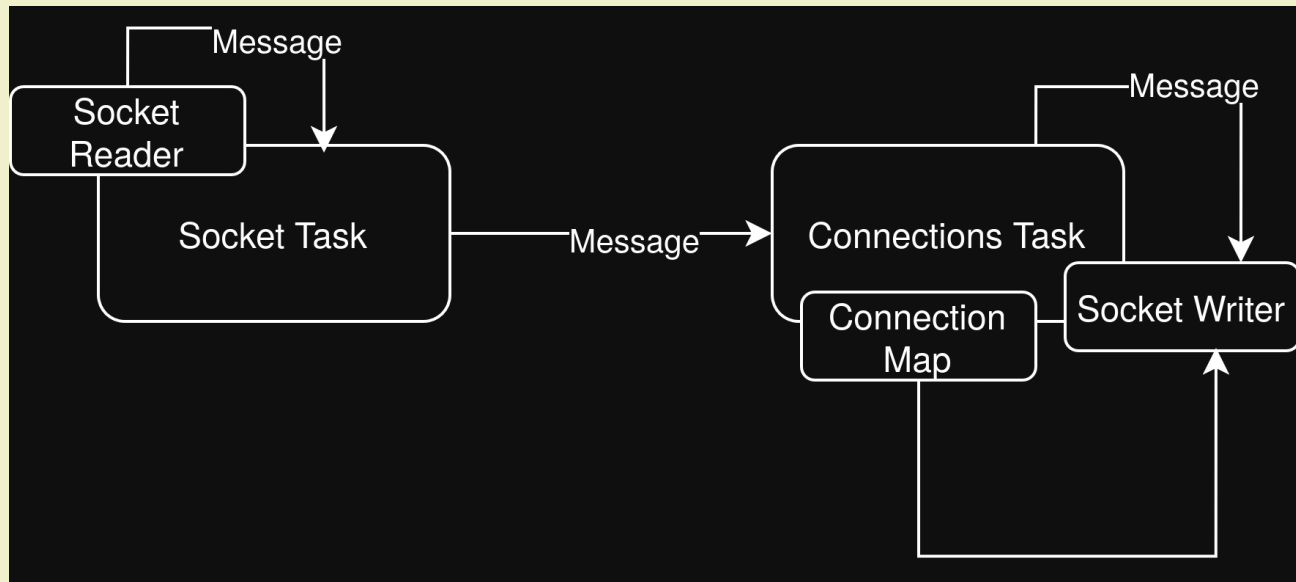 Message
Socket
Reader
Socket Task
Message
Message
Connections Task
Connection
Map
Socket Writer